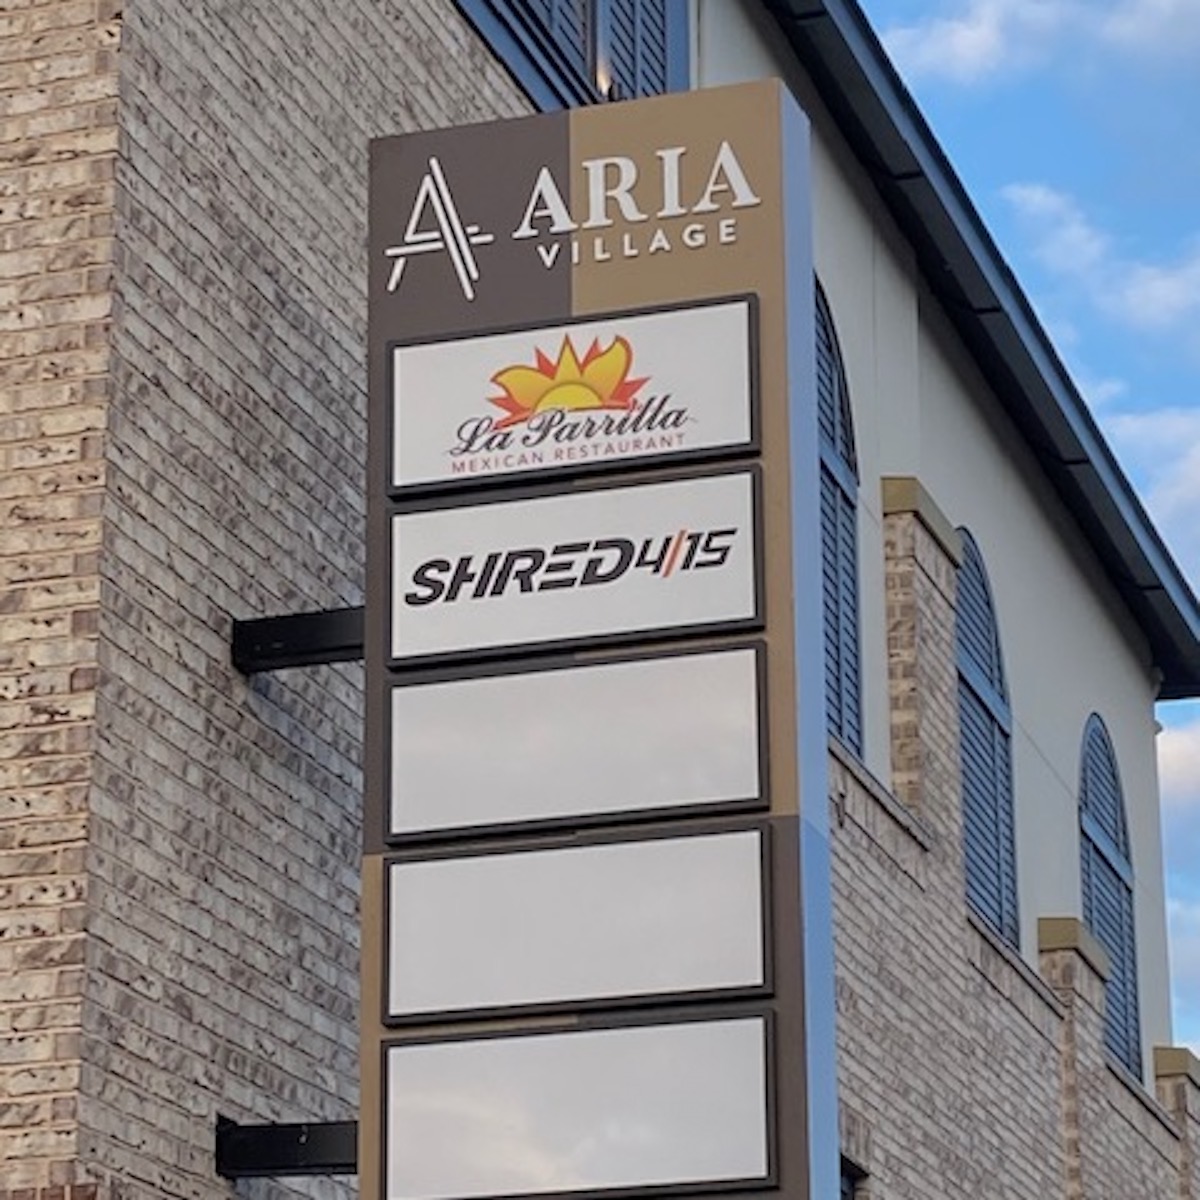 ARIA
VILLAGE
La Parrilla
MEXICAN RESTAURANT
SHRED415